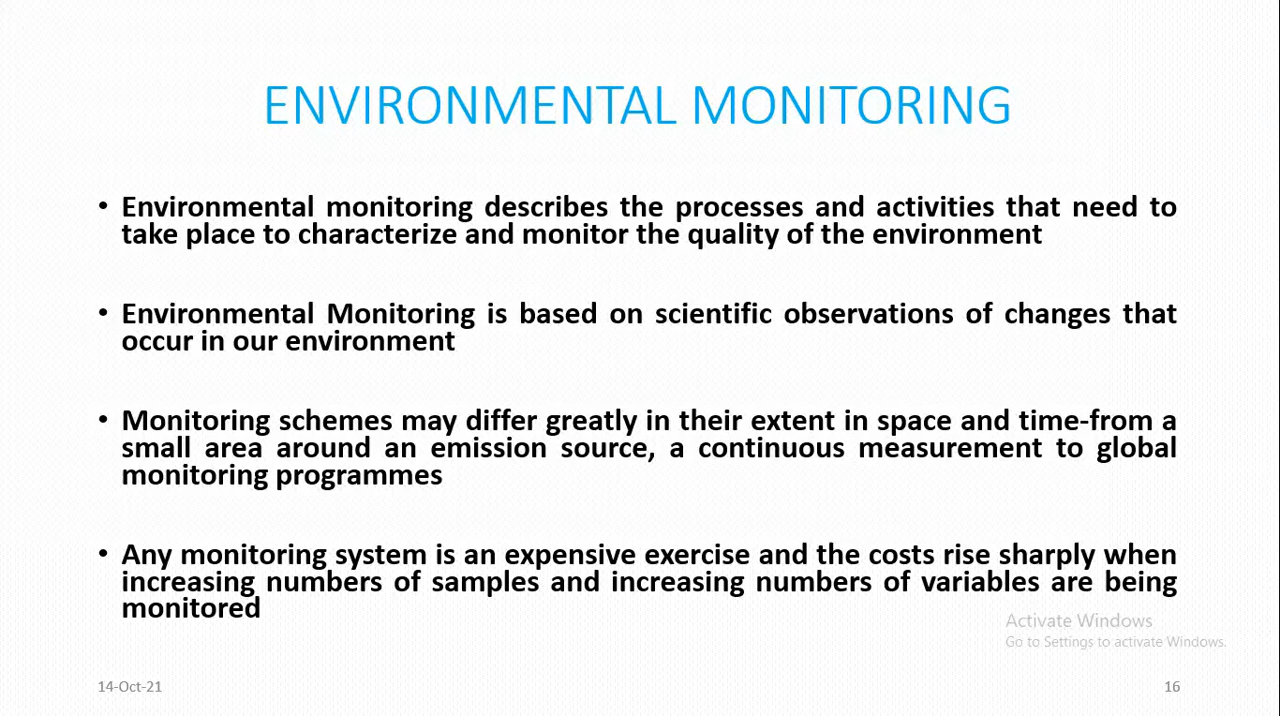 ENVIRONMENTAL MONITORING
• Environmental monitoring describes the processes and activities that need to
take place to characterize and monitor the quality of the environment
• Environmental Monitoring is based on scientific observations of changes that
occur in our environment
• Monitoring schemes may differ greatly in their extent in space and time-from a
small area around an emission source, a continuous measurement to global
monitoring programmes
• Any monitoring system is an expensive exercise and the costs rise sharply when
increasing numbers of samples and increasing numbers of variables are being
monitored
Activate Windows
Go to Settings to activate Windows.
14-Oct-21
16